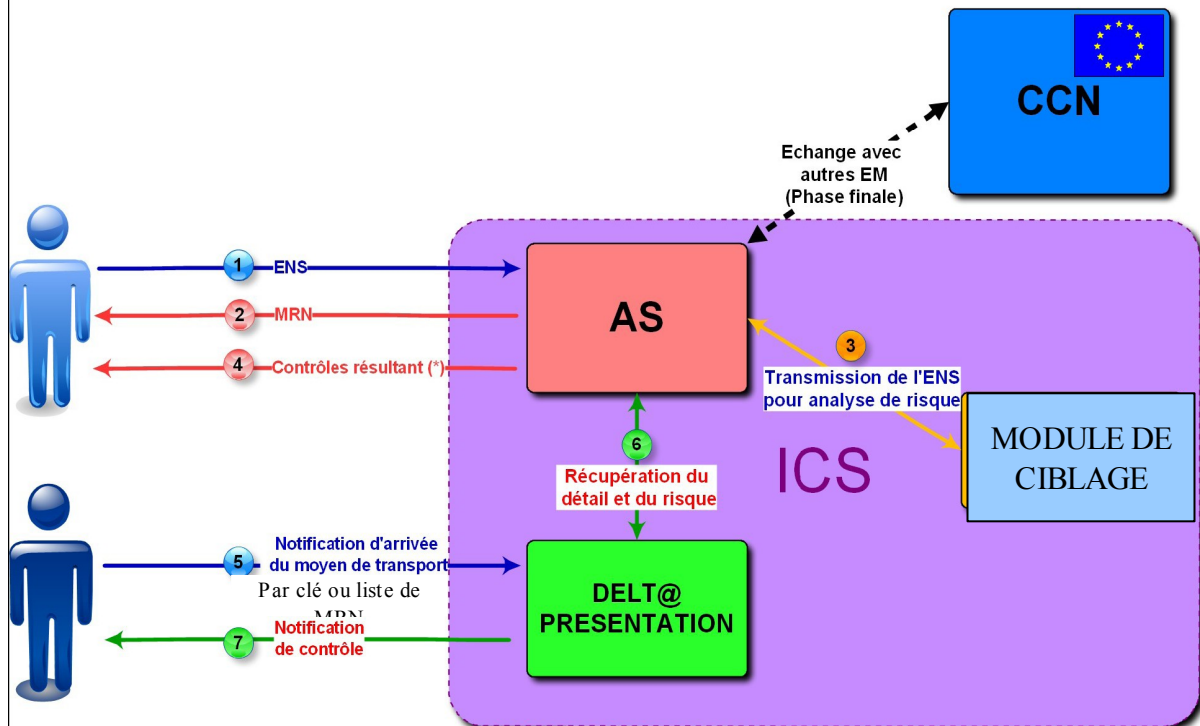 CCN
Echange avec
autres EM
(Phase finale)
1
ENS
2
MRN
4
Contrôles résultant (*)
AS
3
Transmission de l'ENS
pour analyse de risque
MODULE DE
CIBLAGE
ICS
6
Récupération du
détail et du risque
5
Notification d'arrivée
du moyen de transport
Par clé ou liste de
MRN
DELT@
PRESENTATION
7
Notification
de contrôle